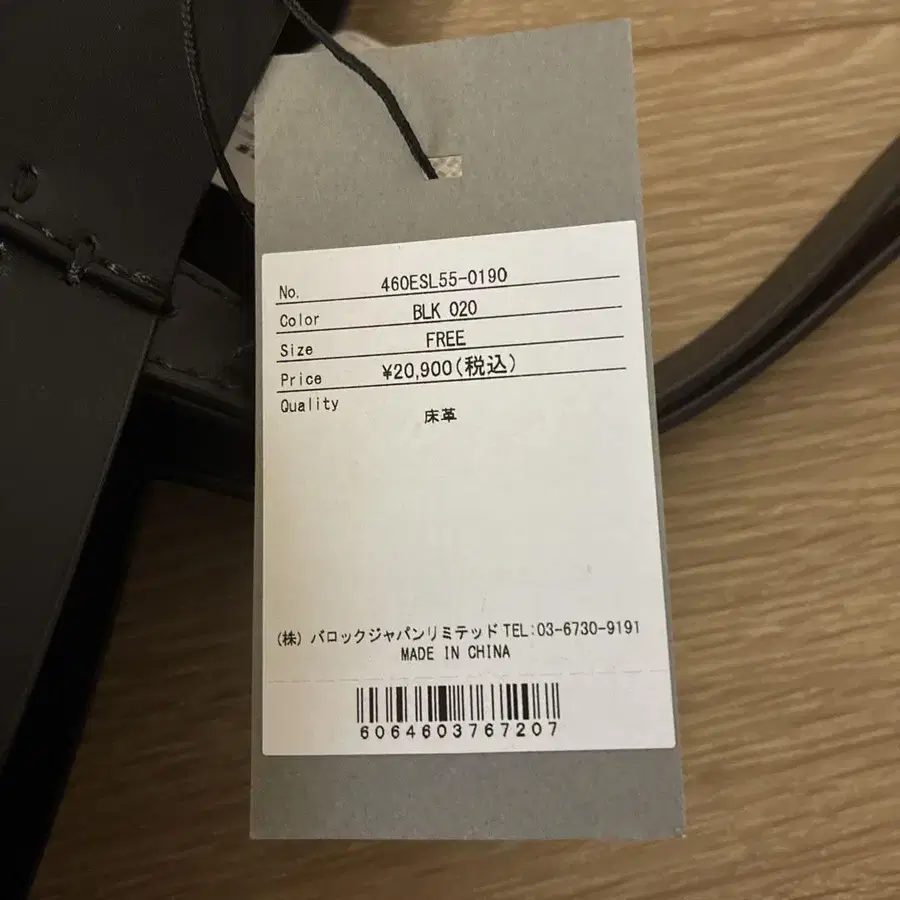 No. 460ESL55-0190
Color BLK 020
Size FREE
Price ¥20,900(税込)
Quality
床革
(株) バロックジャパンリミテッド TEL:03-6730-9191
MADE IN CHINA
6064603767207